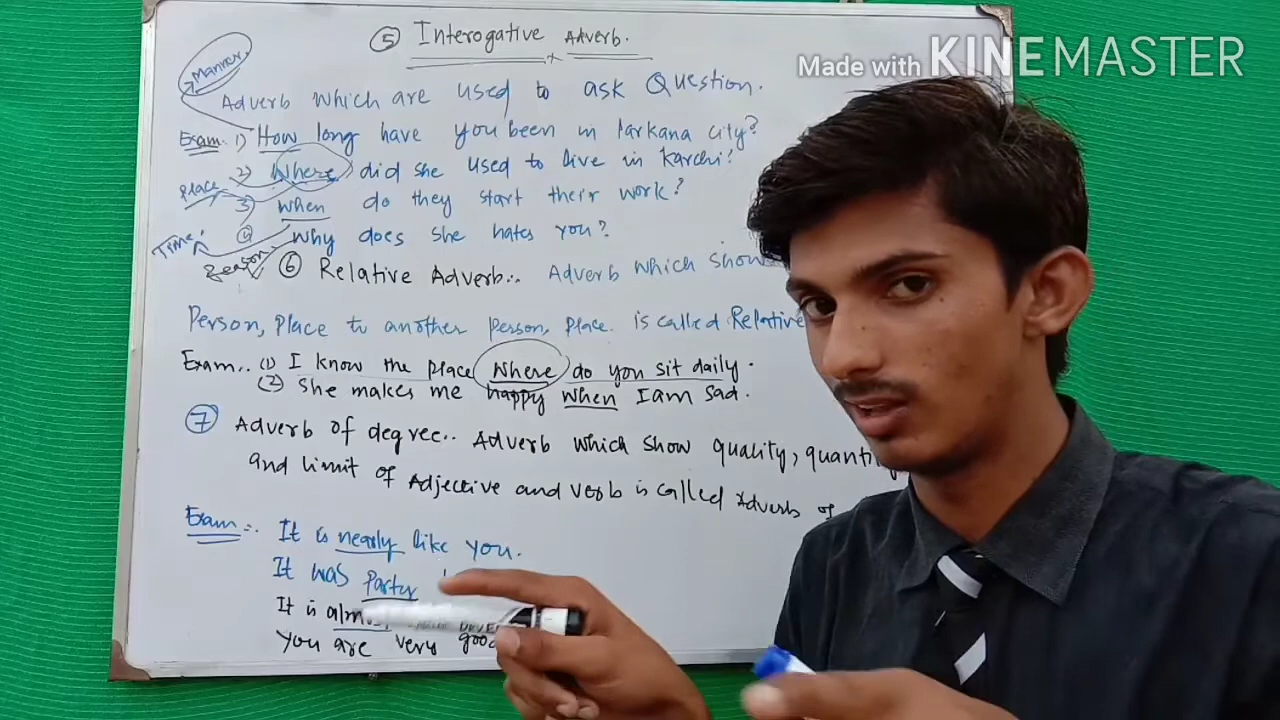 Made with KINEMASTER
⑤ Interogative Adverb.
Manner
Adverb which are used to ask Question.
Exam. 1) How long have you been in Larkana city?
Place 2) Where did she used to live in Karchi?
3) When do they start their work?
Time. ④ Why does she hates you?
Reason ⑥ Relative Adverb:. Adverb which show
Person, Place to another person, place. is called Relative
Exam.. (1) I know the place where do you sit daily.
(2) She makes me happy when I am sad.
⑦ Adverb of degree.. Adverb which show quality, quantity
and limit of Adjective and verb is called Adverb of
Exam:. It is nearly like you.
It was Party
It is almost
You are very good